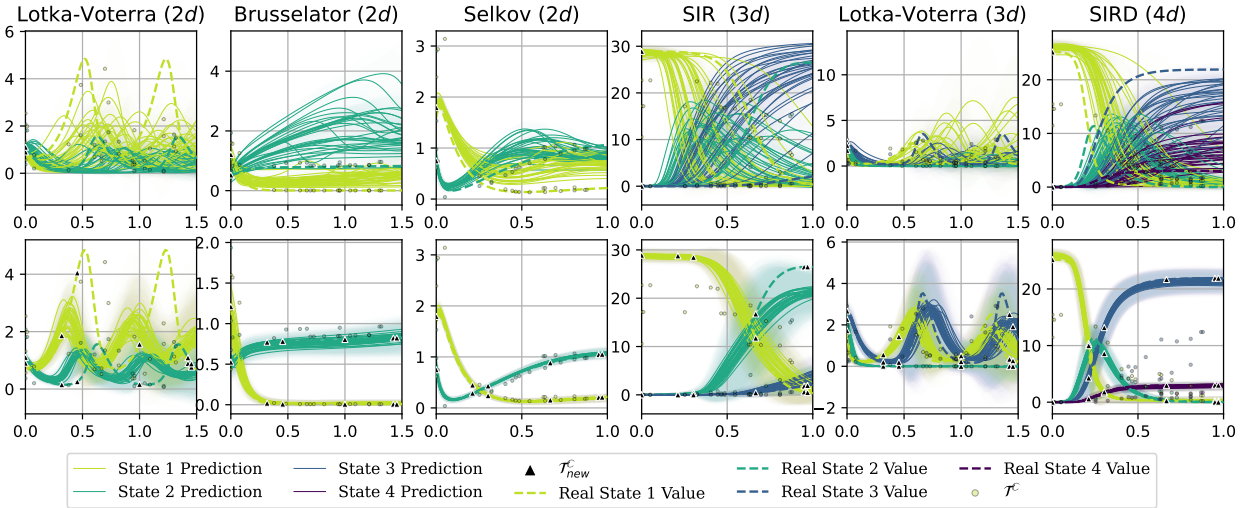 Lotka-Voterra (2d) Brusselator (2d) Selkov (2d) SIR (3d) Lotka-Voterra (3d) SIRD (4d)
6 4 2 0
4 2 0
3 2 1 0
30 20 10 0
10 5 0
20 10 0
0.0 0.5 1.0 1.5
0.0 0.5 1.0 1.5
0.0 0.5 1.0
0.0 0.5 1.0
0.0 0.5 1.0 1.5
0.0 0.5 1.0
4 2 0
2.0 1.5 1.0 0.5 0.0
3 2 1 0
30 20 10 0
6 4 2 0 −2
30 20 10 0
0.0 0.5 1.0 1.5
0.0 0.5 1.0 1.5
0.0 0.5 1.0
0.0 0.5 1.0
0.0 0.5 1.0 1.5
0.0 0.5 1.0
State 1 Prediction State 3 Prediction 𝒯^ℂ_new Real State 2 Value Real State 4 Value
State 2 Prediction State 4 Prediction Real State 1 Value Real State 3 Value 𝒯^ℂ